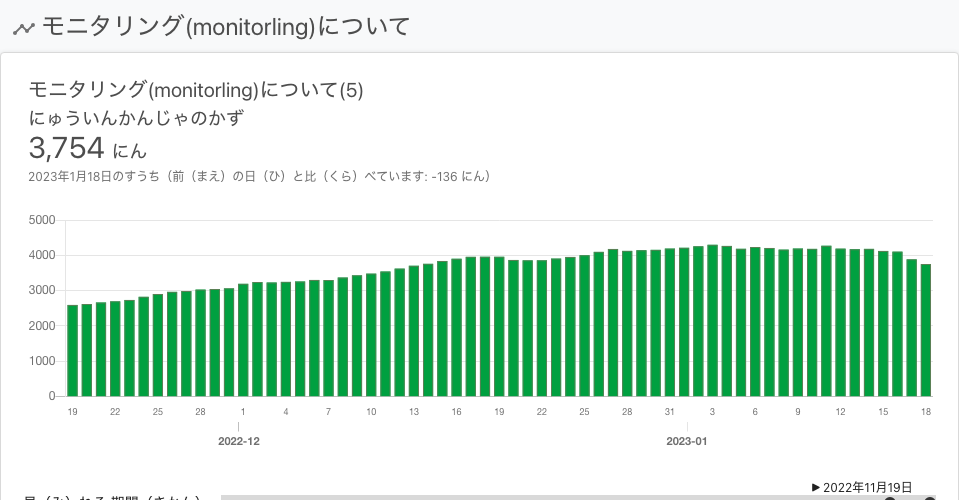 モニタリング(monitorling)について
モニタリング(monitorling)について(5)
にゅういんかんじゃのかず
3,754 にん
2023年1月18日のすうち（前（まえ）の日（ひ）と比（くら）べています: -136 にん）
5000
4000
3000
2000
1000
0
19 22 25 28 1 4 7 10 13 16 19 22 25 28 31 3 6 9 12 15 18
2022-12 2023-01
▶ 2022年11月19日